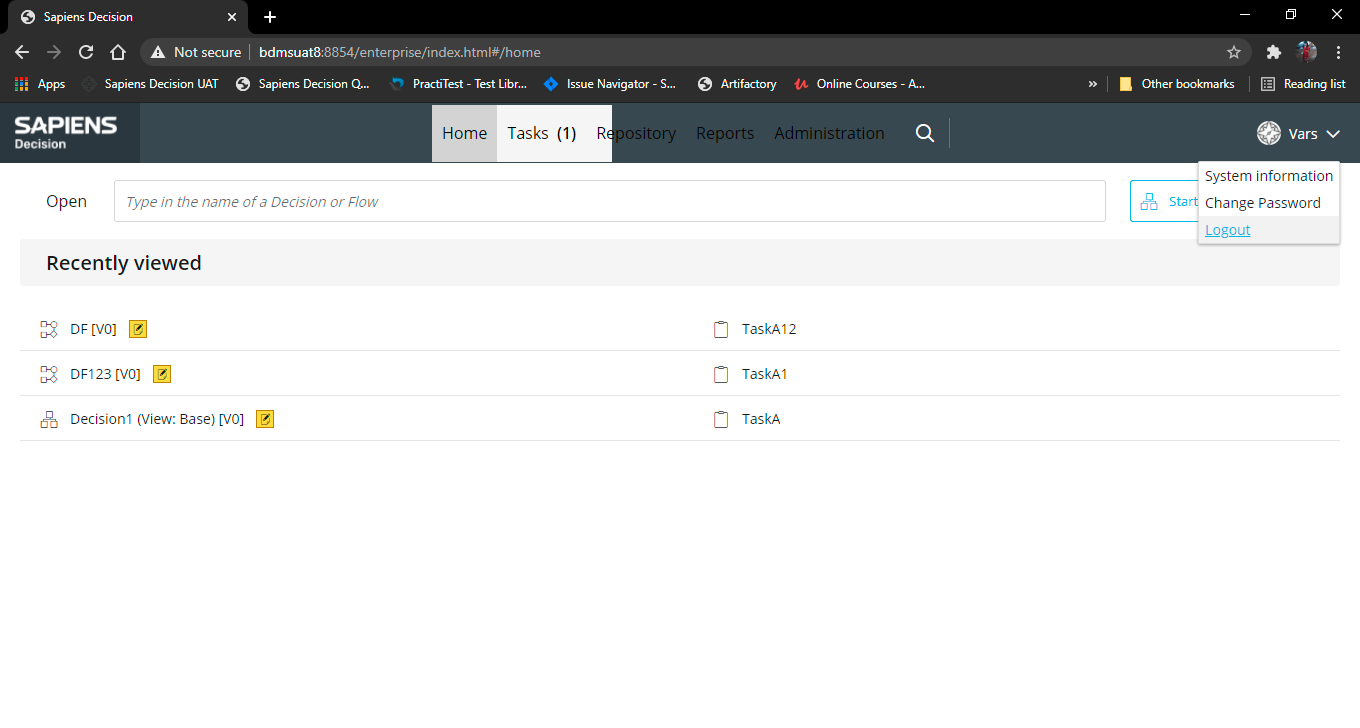 Sapiens Decision
Not secure
bdmsuat8:8854/enterprise/index.html#/home
Apps
Sapiens Decision UAT
Sapiens Decision Q...
PractiTest - Test Libr...
Issue Navigator - S...
Artifactory
Online Courses - A...
»
Other bookmarks
Reading list
SAPIENS
Decision
Home
Tasks (1)
Repository
Reports
Administration
Vars
System information
Change Password
Logout
Open
Type in the name of a Decision or Flow
Start
Recently viewed
DF [V0]
TaskA12
DF123 [V0]
TaskA1
Decision1 (View: Base) [V0]
TaskA